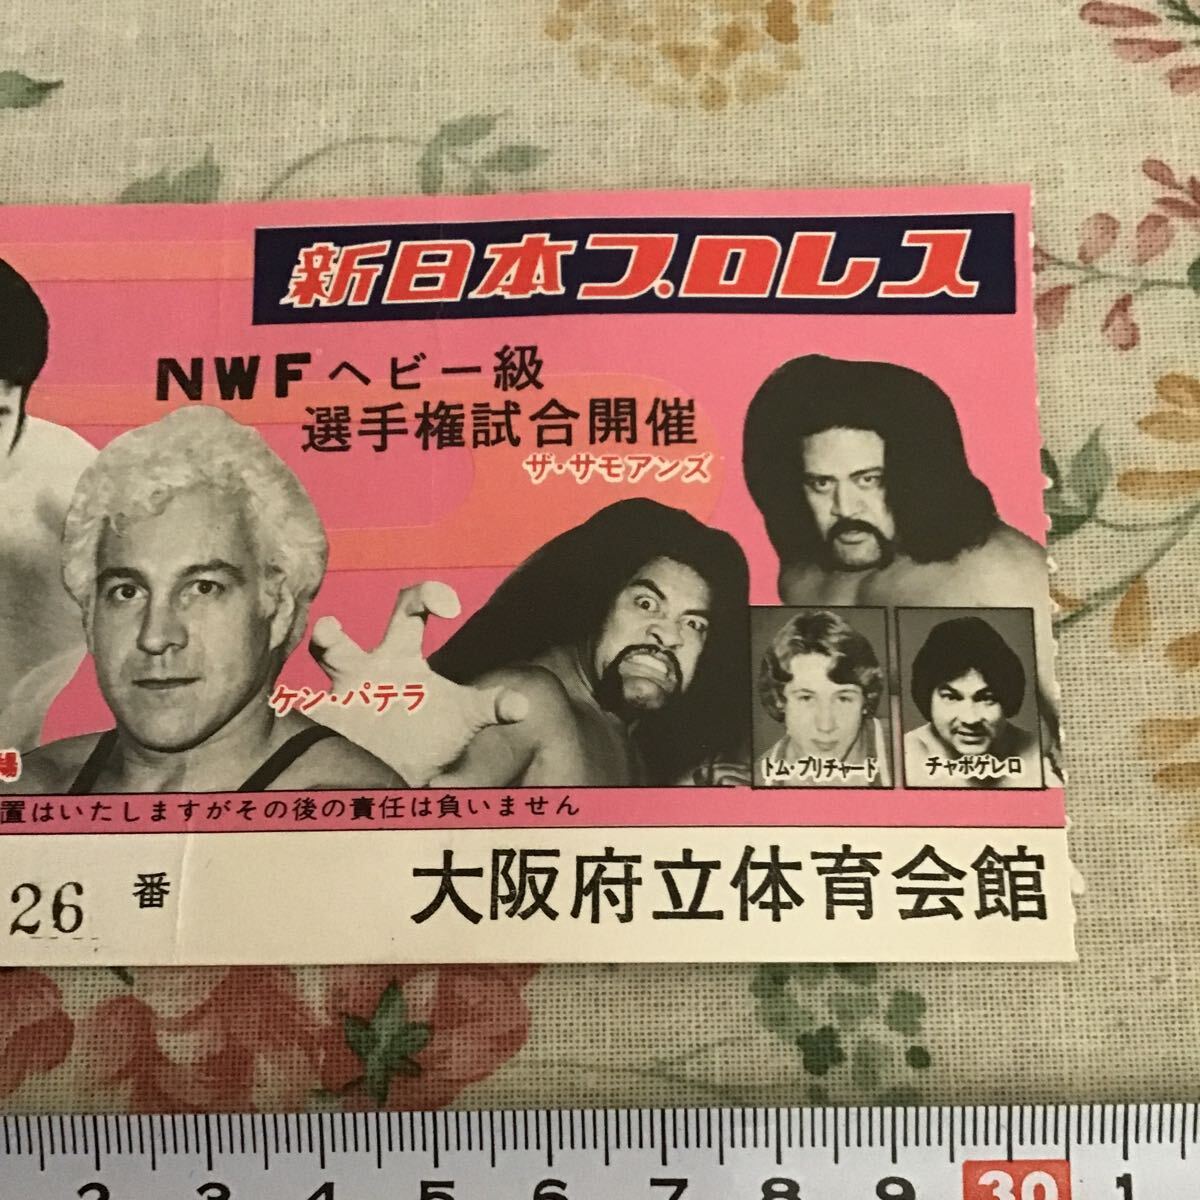 新日本プロレス
NWFヘビー級
選手権試合開催
ザ・サモアンズ
ケン・パテラ
トム・プリチャード
チャボゲレロ
置はいたしますがその後の責任は負いません
26 番
大阪府立体育会館
2 3 4 5 6 7 8 9 30 1